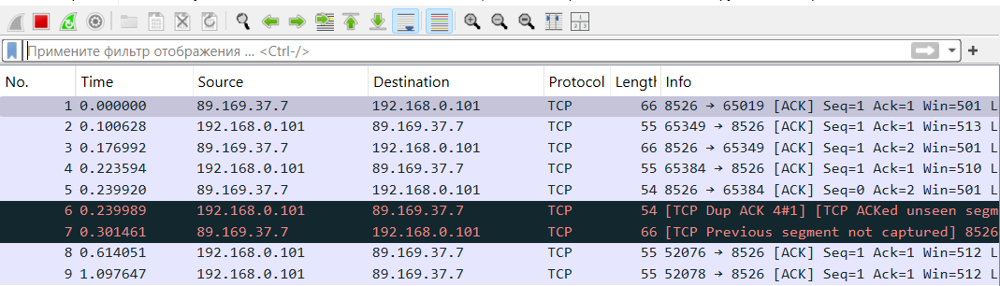 Примените фильтр отображения ... <Ctrl-/>
No. Time Source Destination Protocol Length Info
1 0.000000 89.169.37.7 192.168.0.101 TCP 66 8526 → 65019 [ACK] Seq=1 Ack=1 Win=501 L
2 0.100628 192.168.0.101 89.169.37.7 TCP 55 65349 → 8526 [ACK] Seq=1 Ack=1 Win=513 L
3 0.176992 89.169.37.7 192.168.0.101 TCP 66 8526 → 65349 [ACK] Seq=1 Ack=2 Win=501 L
4 0.223594 192.168.0.101 89.169.37.7 TCP 55 65384 → 8526 [ACK] Seq=1 Ack=1 Win=510 L
5 0.239920 89.169.37.7 192.168.0.101 TCP 54 8526 → 65384 [ACK] Seq=0 Ack=2 Win=501 L
6 0.239989 192.168.0.101 89.169.37.7 TCP 54 [TCP Dup ACK 4#1] [TCP ACKed unseen segm
7 0.301461 89.169.37.7 192.168.0.101 TCP 66 [TCP Previous segment not captured] 8526
8 0.614051 192.168.0.101 89.169.37.7 TCP 55 52076 → 8526 [ACK] Seq=1 Ack=1 Win=512 L
9 1.097647 192.168.0.101 89.169.37.7 TCP 55 52078 → 8526 [ACK] Seq=1 Ack=1 Win=512 L